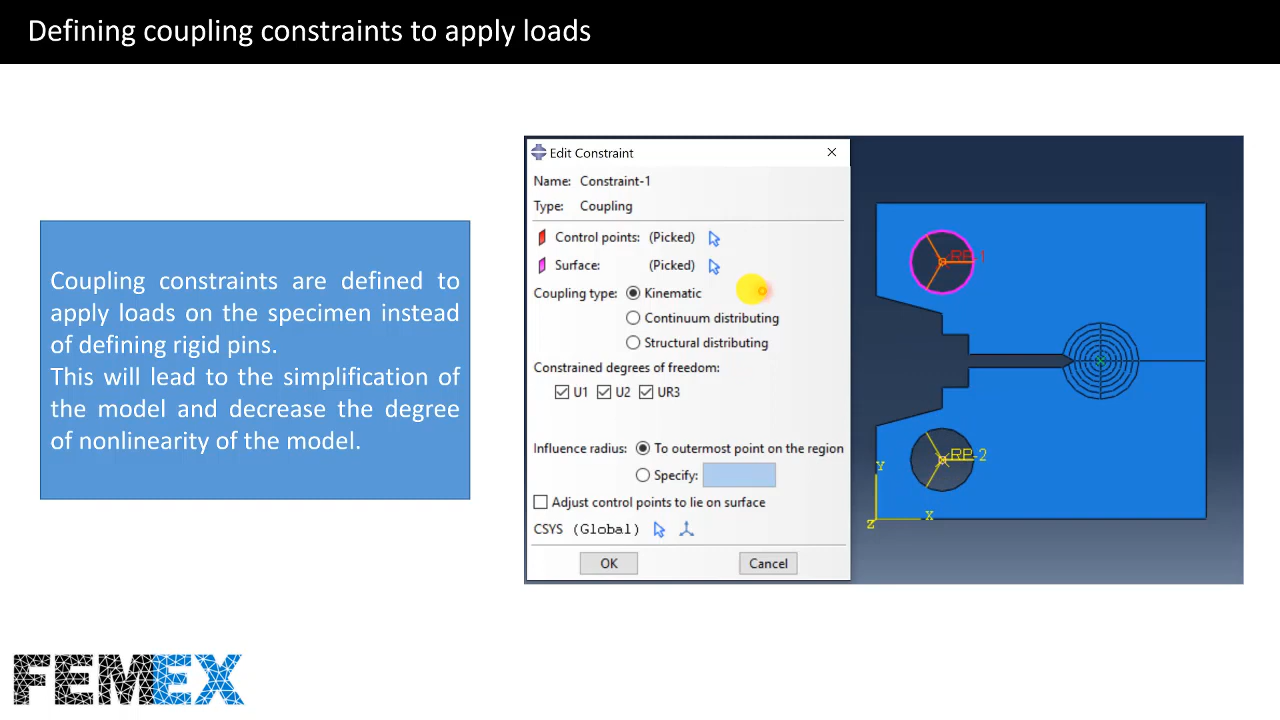 Defining coupling constraints to apply loads
Coupling constraints are defined to
apply loads on the specimen instead
of defining rigid pins.
This will lead to the simplification of
the model and decrease the degree
of nonlinearity of the model.
Edit Constraint
Name: Constraint-1
Type: Coupling
Control points: (Picked)
Surface: (Picked)
Coupling type: Kinematic
Continuum distributing
Structural distributing
Constrained degrees of freedom:
U1 U2 UR3
Influence radius: To outermost point on the region
Specify:
Adjust control points to lie on surface
CSYS (Global)
OK Cancel
RP-1
RP-2
Y
X
Z
FEMEX